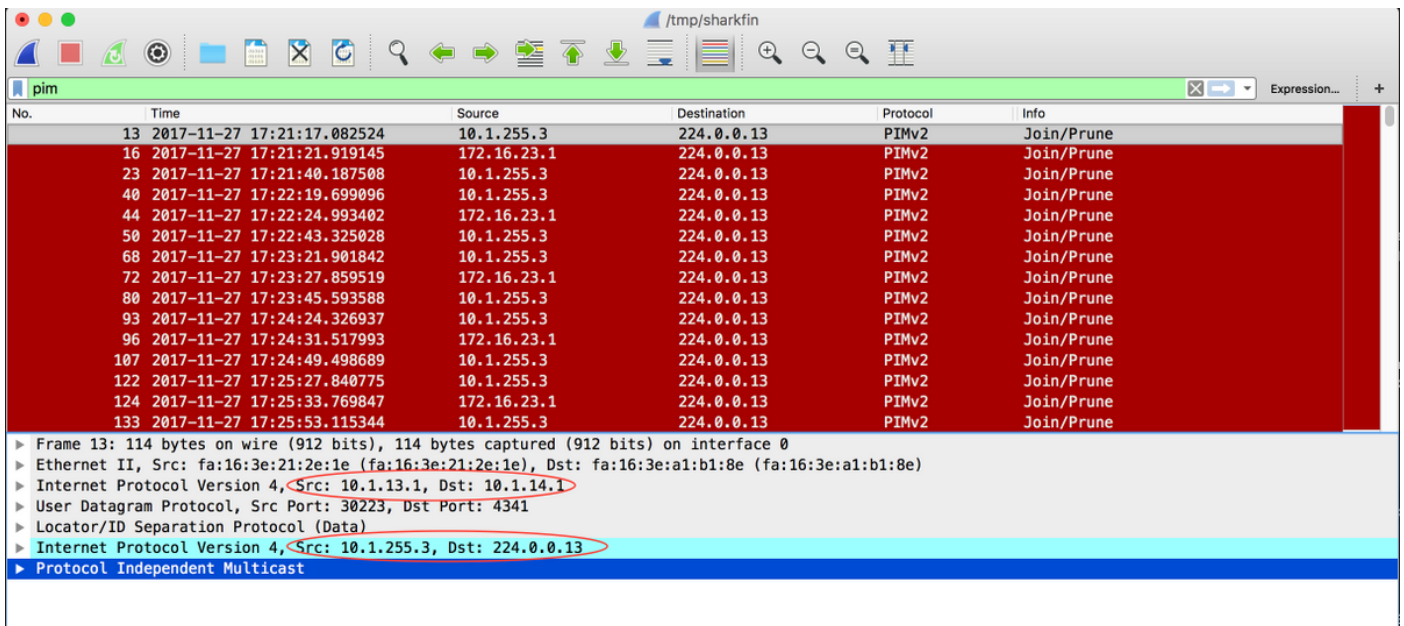 /tmp/sharkfin
pim Expression... +
No. Time Source Destination Protocol Info
13 2017-11-27 17:21:17.082524 10.1.255.3 224.0.0.13 PIMv2 Join/Prune
16 2017-11-27 17:21:21.919145 172.16.23.1 224.0.0.13 PIMv2 Join/Prune
23 2017-11-27 17:21:40.187508 10.1.255.3 224.0.0.13 PIMv2 Join/Prune
40 2017-11-27 17:22:19.699096 10.1.255.3 224.0.0.13 PIMv2 Join/Prune
44 2017-11-27 17:22:24.993402 172.16.23.1 224.0.0.13 PIMv2 Join/Prune
50 2017-11-27 17:22:43.325028 10.1.255.3 224.0.0.13 PIMv2 Join/Prune
68 2017-11-27 17:23:21.901842 10.1.255.3 224.0.0.13 PIMv2 Join/Prune
72 2017-11-27 17:23:27.859519 172.16.23.1 224.0.0.13 PIMv2 Join/Prune
80 2017-11-27 17:23:45.593588 10.1.255.3 224.0.0.13 PIMv2 Join/Prune
93 2017-11-27 17:24:24.326937 10.1.255.3 224.0.0.13 PIMv2 Join/Prune
96 2017-11-27 17:24:31.517993 172.16.23.1 224.0.0.13 PIMv2 Join/Prune
107 2017-11-27 17:24:49.498689 10.1.255.3 224.0.0.13 PIMv2 Join/Prune
122 2017-11-27 17:25:27.840775 10.1.255.3 224.0.0.13 PIMv2 Join/Prune
124 2017-11-27 17:25:33.769847 172.16.23.1 224.0.0.13 PIMv2 Join/Prune
133 2017-11-27 17:25:53.115344 10.1.255.3 224.0.0.13 PIMv2 Join/Prune
Frame 13: 114 bytes on wire (912 bits), 114 bytes captured (912 bits) on interface 0
Ethernet II, Src: fa:16:3e:21:2e:1e (fa:16:3e:21:2e:1e), Dst: fa:16:3e:a1:b1:8e (fa:16:3e:a1:b1:8e)
Internet Protocol Version 4, Src: 10.1.13.1, Dst: 10.1.14.1
User Datagram Protocol, Src Port: 30223, Dst Port: 4341
Locator/ID Separation Protocol (Data)
Internet Protocol Version 4, Src: 10.1.255.3, Dst: 224.0.0.13
Protocol Independent Multicast